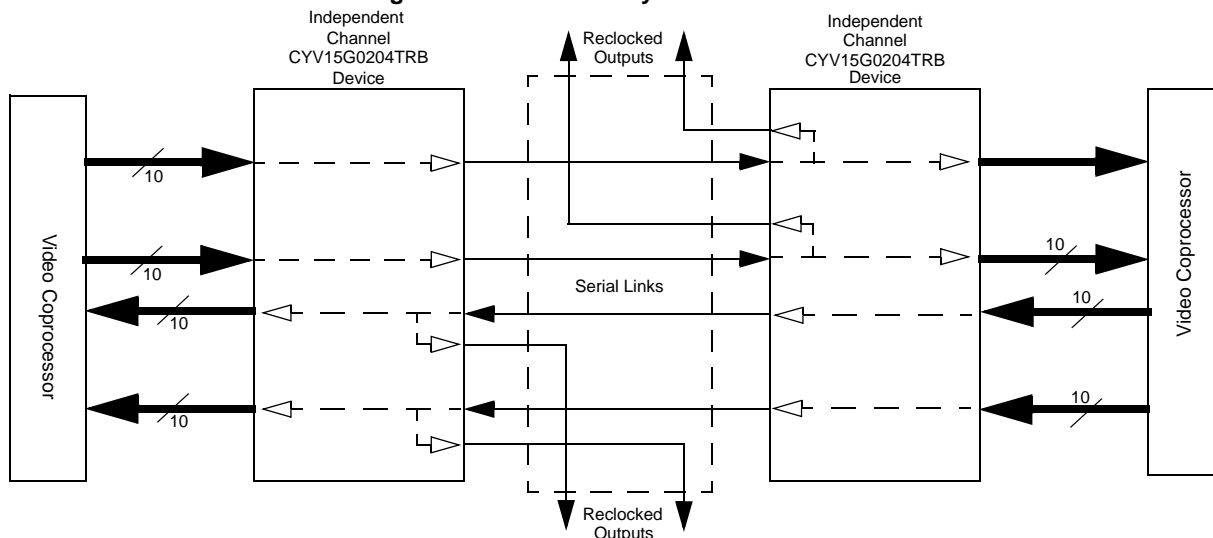 Independent
Channel
CYV15G0204TRB
Device
Reclocked
Outputs
Independent
Channel
CYV15G0204TRB
Device
Video Coprocessor
10
10
10
10
Serial Links
10
10
10
Video Coprocessor
Reclocked
Outputs